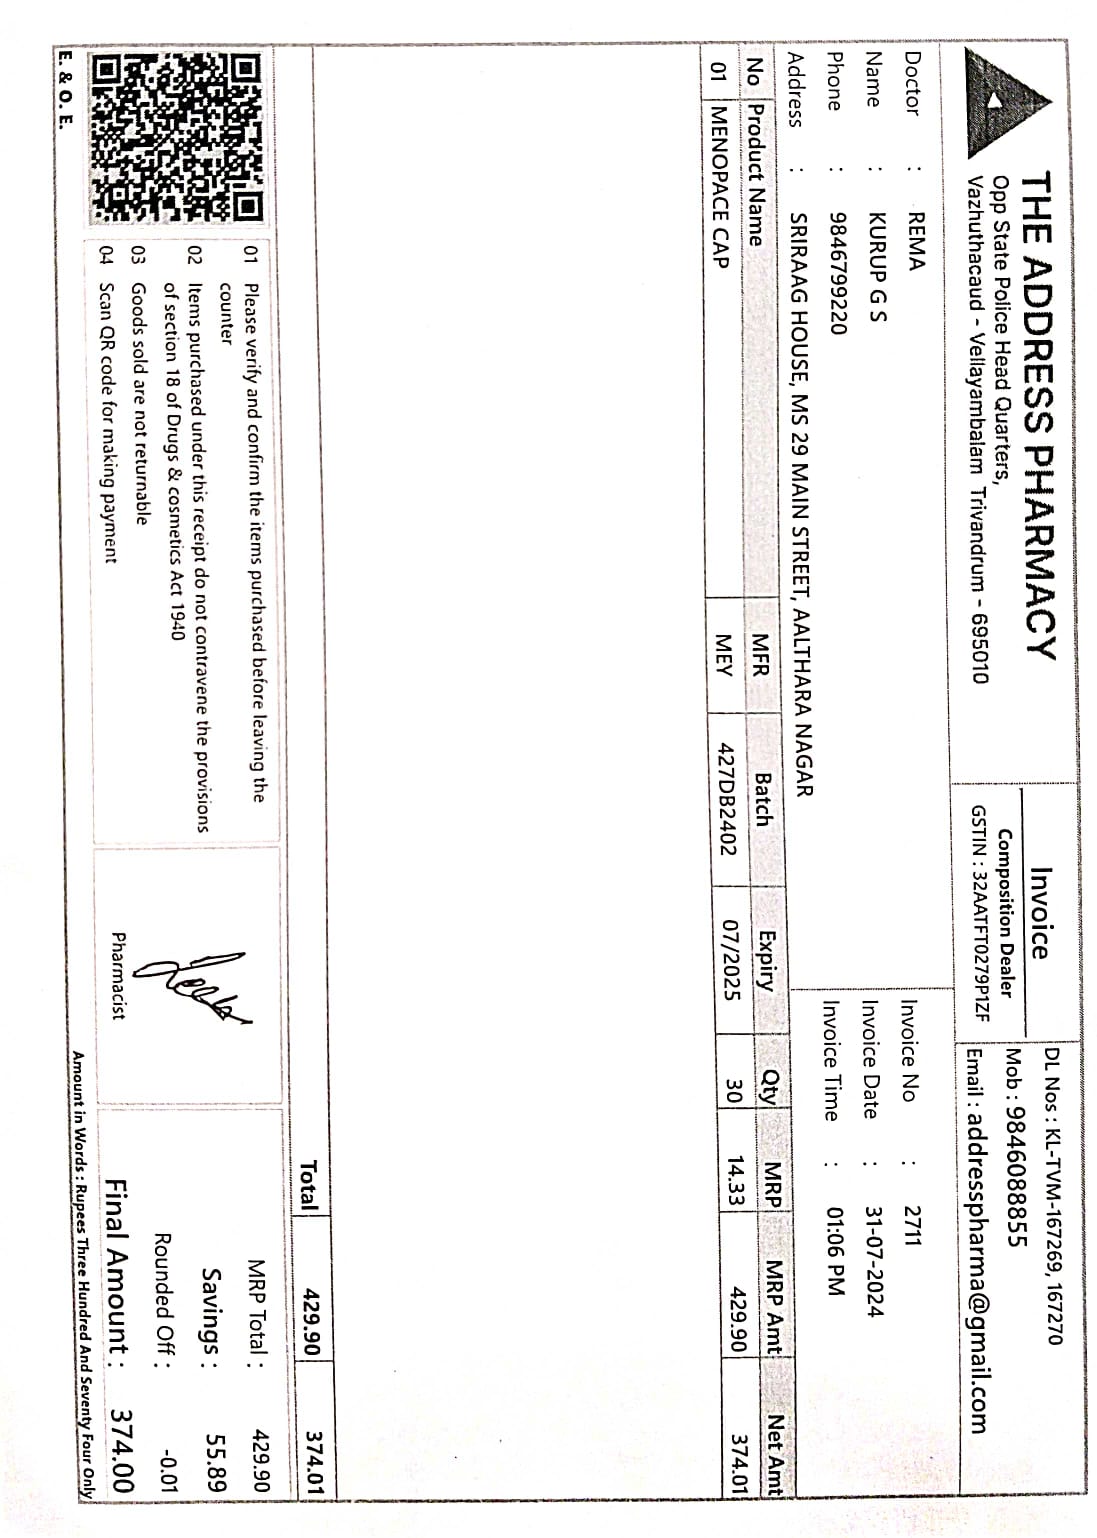 THE ADDRESS PHARMACY
Opp State Police Head Quarters,
Vazhuthacaud - Vellayambalam Trivandrum - 695010
Invoice
Composition Dealer
GSTIN : 32AATFT0279P1ZF
DL Nos : KL-TVM-167269, 167270
Mob : 9846088855
Email : addresspharma@gmail.com
Doctor : REMA
Name : KURUP G S
Phone : 9846799220
Address : SRIRAAG HOUSE, MS 29 MAIN STREET, AALTHARA NAGAR
Invoice No : 2711
Invoice Date : 31-07-2024
Invoice Time : 01:06 PM
No Product Name MFR Batch Expiry Qty MRP MRP Amt Net Amt
01 MENOPACE CAP MEY 427DB2402 07/2025 30 14.33 429.90 374.01
Total 429.90 374.01
01 Please verify and confirm the items purchased before leaving the
counter
02 Items purchased under this receipt do not contravene the provisions
of section 18 of Drugs & cosmetics Act 1940
03 Goods sold are not returnable
04 Scan QR code for making payment
Pharmacist
MRP Total : 429.90
Savings : 55.89
Rounded Off : -0.01
Final Amount : 374.00
Amount in Words : Rupees Three Hundred And Seventy Four Only
E. & O. E.